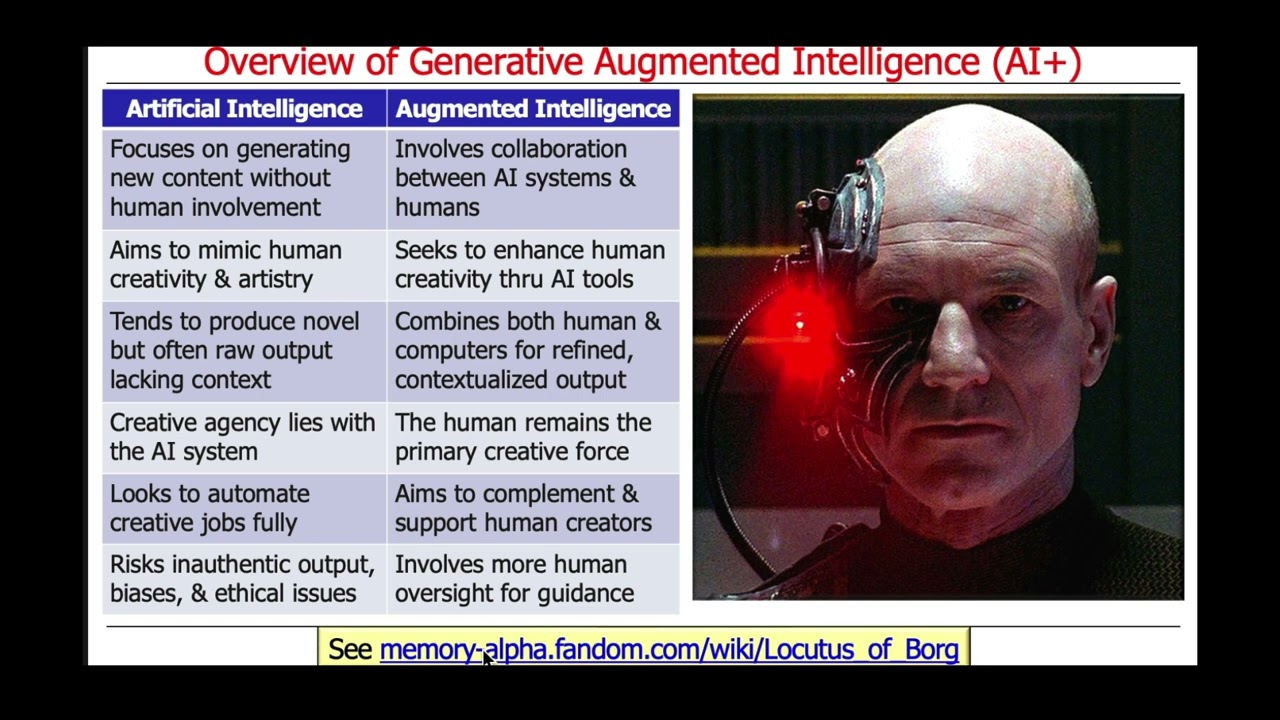 Overview of Generative Augmented Intelligence (AI+)
Artificial Intelligence
Augmented Intelligence
Focuses on generating
new content without
human involvement
Involves collaboration
between AI systems &
humans
Aims to mimic human
creativity & artistry
Seeks to enhance human
creativity thru AI tools
Tends to produce novel
but often raw output
lacking context
Combines both human &
computers for refined,
contextualized output
Creative agency lies with
the AI system
The human remains the
primary creative force
Looks to automate
creative jobs fully
Aims to complement &
support human creators
Risks inauthentic output,
biases, & ethical issues
Involves more human
oversight for guidance
See memory-alpha.fandom.com/wiki/Locutus_of_Borg